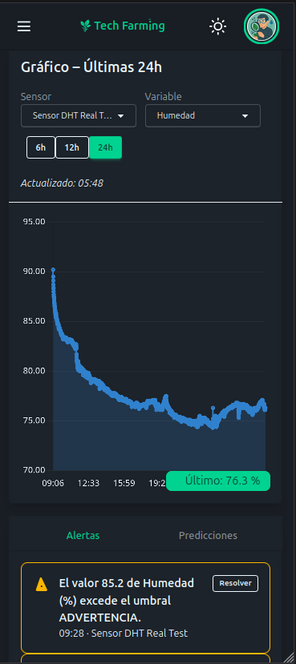 Tech Farming
Gráfico – Últimas 24h
Sensor
Variable
Sensor DHT Real T...
Humedad
6h
12h
24h
Actualizado: 05:48
95.00
90.00
85.00
80.00
75.00
70.00
09:06
12:33
15:59
19:2
Último: 76.3 %
Alertas
Predicciones
El valor 85.2 de Humedad
(%) excede el umbral
ADVERTENCIA.
Resolver
09:28 · Sensor DHT Real Test